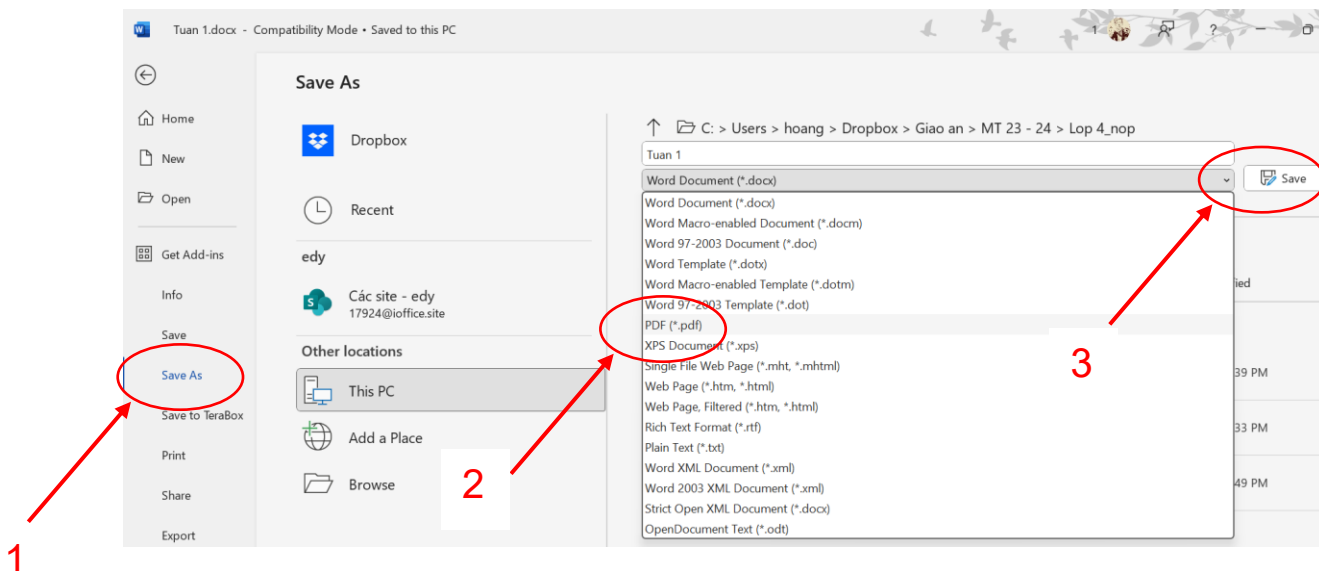 Tuan 1.docx - Compatibility Mode • Saved to this PC
1
?
Save As
Home
New
Open
Get Add-ins
Info
Save
Save As
Save to TeraBox
Print
Share
Export
Dropbox
Recent
edy
Các site - edy
17924@ioffice.site
Other locations
This PC
Add a Place
Browse
C: > Users > hoang > Dropbox > Giao an > MT 23 - 24 > Lop 4_nop
Tuan 1
Word Document (*.docx)
Save
Word Document (*.docx)
Word Macro-enabled Document (*.docm)
Word 97-2003 Document (*.doc)
Word Template (*.dotx)
Word Macro-enabled Template (*.dotm)
Word 97-2003 Template (*.dot)
PDF (*.pdf)
XPS Document (*.xps)
Single File Web Page (*.mht, *.mhtml)
Web Page (*.htm, *.html)
Web Page, Filtered (*.htm, *.html)
Rich Text Format (*.rtf)
Plain Text (*.txt)
Word XML Document (*.xml)
Word 2003 XML Document (*.xml)
Strict Open XML Document (*.docx)
OpenDocument Text (*.odt)
ied
39 PM
33 PM
49 PM
1
2
3